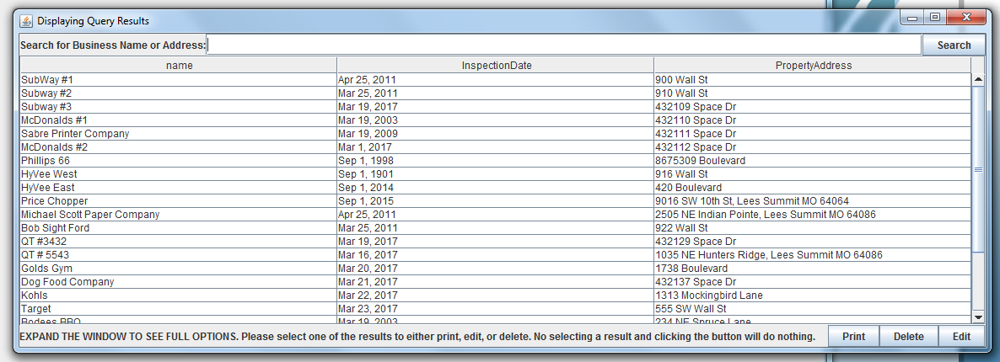 Displaying Query Results
Search for Business Name or Address: Search
name InspectionDate PropertyAddress
SubWay #1 Apr 25, 2011 900 Wall St
Subway #2 Mar 25, 2011 910 Wall St
Subway #3 Mar 19, 2017 432109 Space Dr
McDonalds #1 Mar 19, 2003 432110 Space Dr
Sabre Printer Company Mar 19, 2009 432111 Space Dr
McDonalds #2 Mar 1, 2017 432112 Space Dr
Phillips 66 Sep 1, 1998 8675309 Boulevard
HyVee West Sep 1, 1901 916 Wall St
HyVee East Sep 1, 2014 420 Boulevard
Price Chopper Sep 1, 2015 9016 SW 10th St, Lees Summit MO 64064
Michael Scott Paper Company Apr 25, 2011 2505 NE Indian Pointe, Lees Summit MO 64086
Bob Sight Ford Mar 25, 2011 922 Wall St
QT #3432 Mar 19, 2017 432129 Space Dr
QT # 5543 Mar 16, 2017 1035 NE Hunters Ridge, Lees Summit MO 64086
Golds Gym Mar 20, 2017 1738 Boulevard
Dog Food Company Mar 21, 2017 432137 Space Dr
Kohls Mar 22, 2017 1313 Mockingbird Lane
Target Mar 23, 2017 555 SW Wall St
Mar 19, 2003 234 NE Spruce Lane
EXPAND THE WINDOW TO SEE FULL OPTIONS. Please select one of the results to either print, edit, or delete. No selecting a result and clicking the button will do nothing. Print Delete Edit